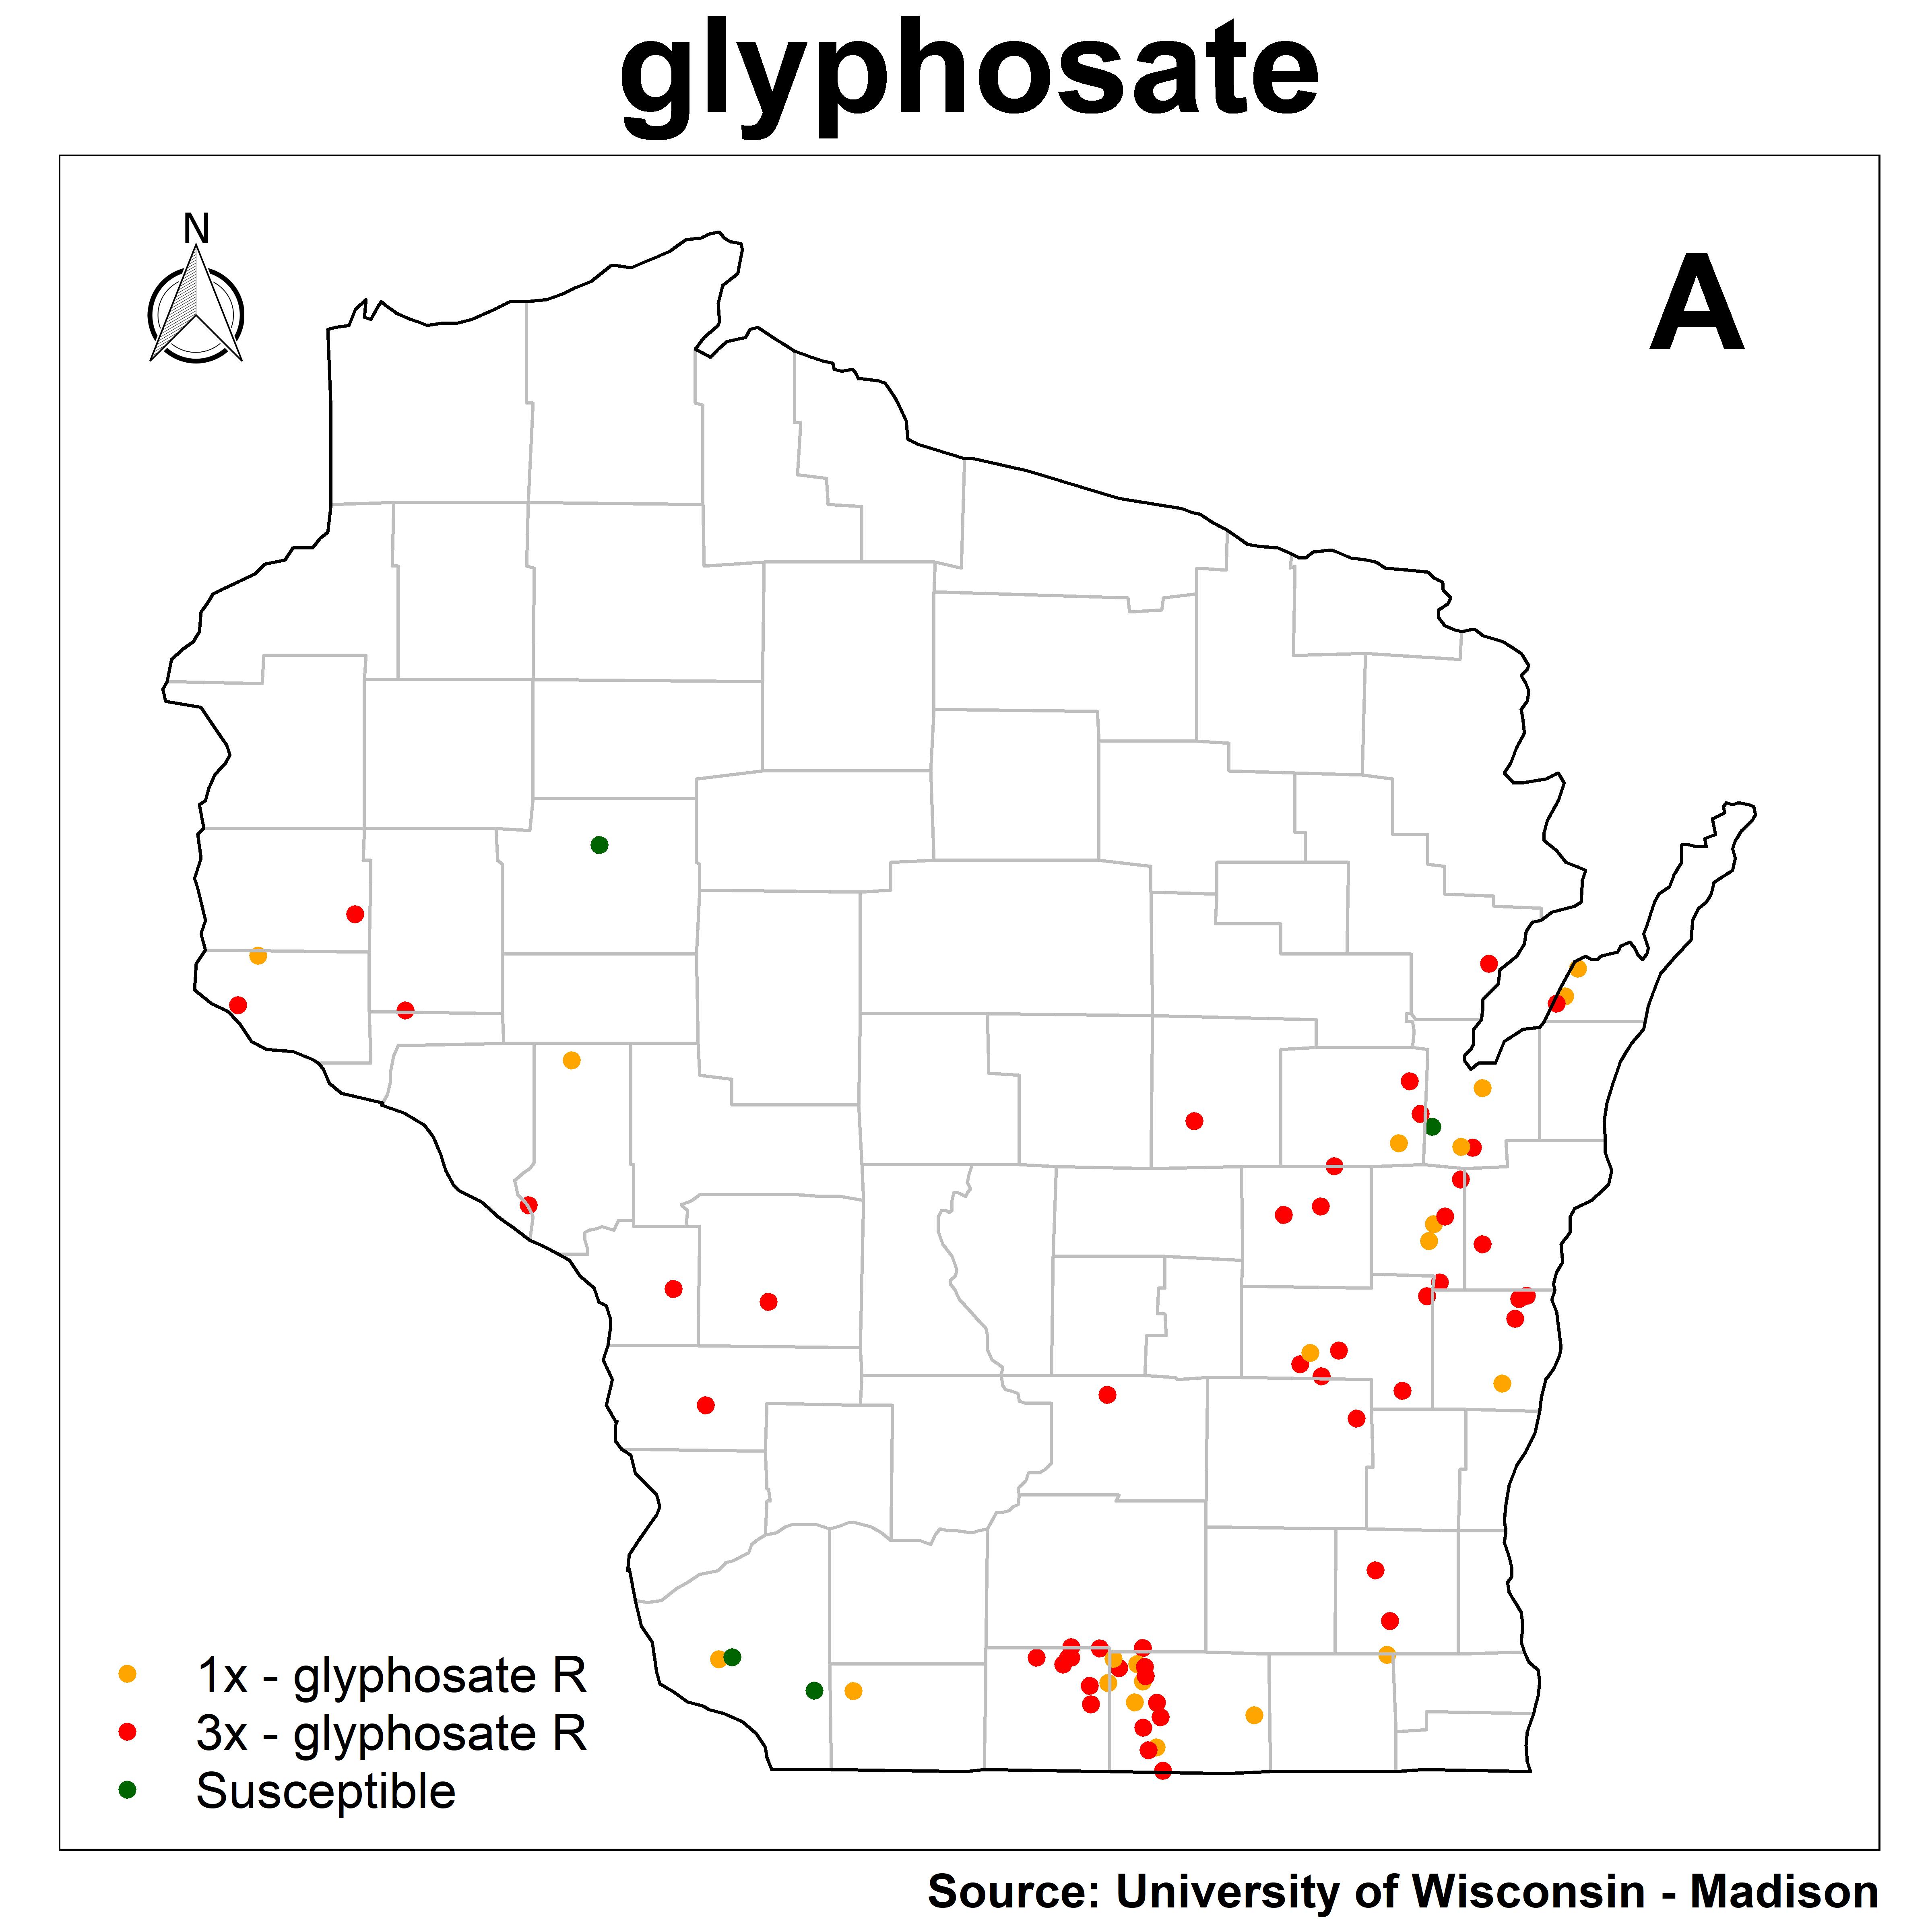 glyphosate
N
A
1x - glyphosate R
3x - glyphosate R
Susceptible
Source: University of Wisconsin - Madison